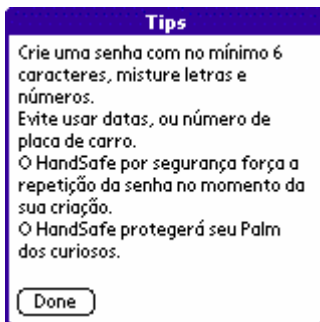 Tips
Crie uma senha com no mínimo 6
caracteres, misture letras e
números.
Evite usar datas, ou número de
placa de carro.
O HandSafe por segurança força a
repetição da senha no momento da
sua criação.
O HandSafe protegerá seu Palm
dos curiosos.
Done